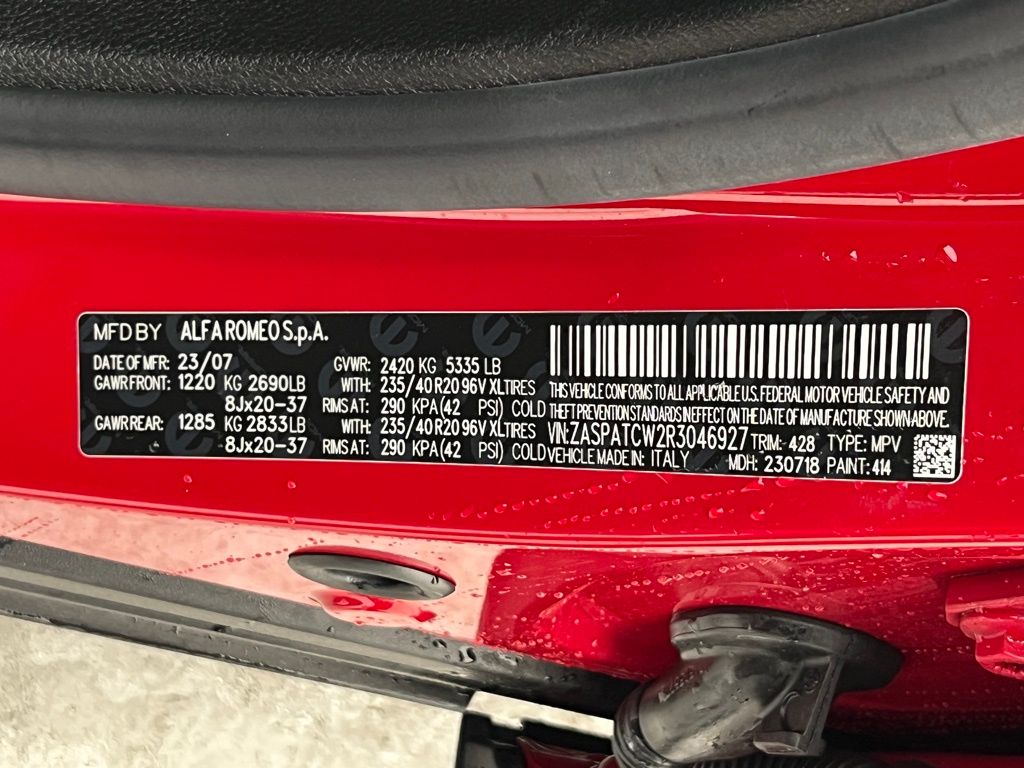 MFD BY ALFA ROMEO S.p.A.
DATE OF MFR: 23/07 GVWR: 2420 KG 5335 LB
GAWR FRONT: 1220 KG 2690LB WITH: 235/40 R20 96V XL TIRES
8Jx20-37 RIMS AT: 290 KPA(42 PSI) COLD
GAWR REAR: 1285 KG 2833LB WITH: 235/40 R20 96V XL TIRES
8Jx20-37 RIMS AT: 290 KPA(42 PSI) COLD
THIS VEHICLE CONFORMS TO ALL APPLICABLE U.S. FEDERAL MOTOR VEHICLE SAFETY AND
THEFT PREVENTION STANDARDS IN EFFECT ON THE DATE OF MANUFACTURE SHOWN ABOVE.
VIN: ZASPATCW2R3046927 TRIM: 428 TYPE: MPV
VEHICLE MADE IN: ITALY MDH: 230718 PAINT: 414